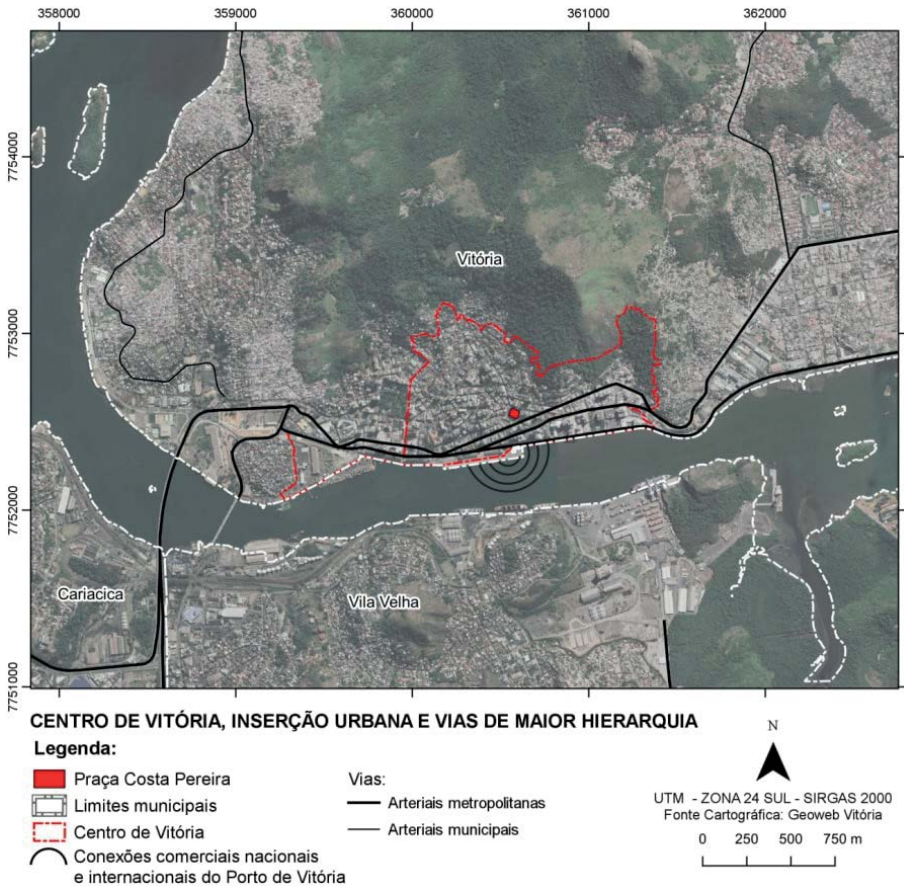 358000 359000 360000 361000 362000
7754000
7753000
7752000
7751000
Vitória
Cariacica
Vila Velha
CENTRO DE VITÓRIA, INSERÇÃO URBANA E VIAS DE MAIOR HIERARQUIA
Legenda:
Praça Costa Pereira
Limites municipais
Centro de Vitória
Conexões comerciais nacionais
e internacionais do Porto de Vitória
Vias:
Arteriais metropolitanas
Arteriais municipais
N
UTM - ZONA 24 SUL - SIRGAS 2000
Fonte Cartográfica: Geoweb Vitória
0 250 500 750 m